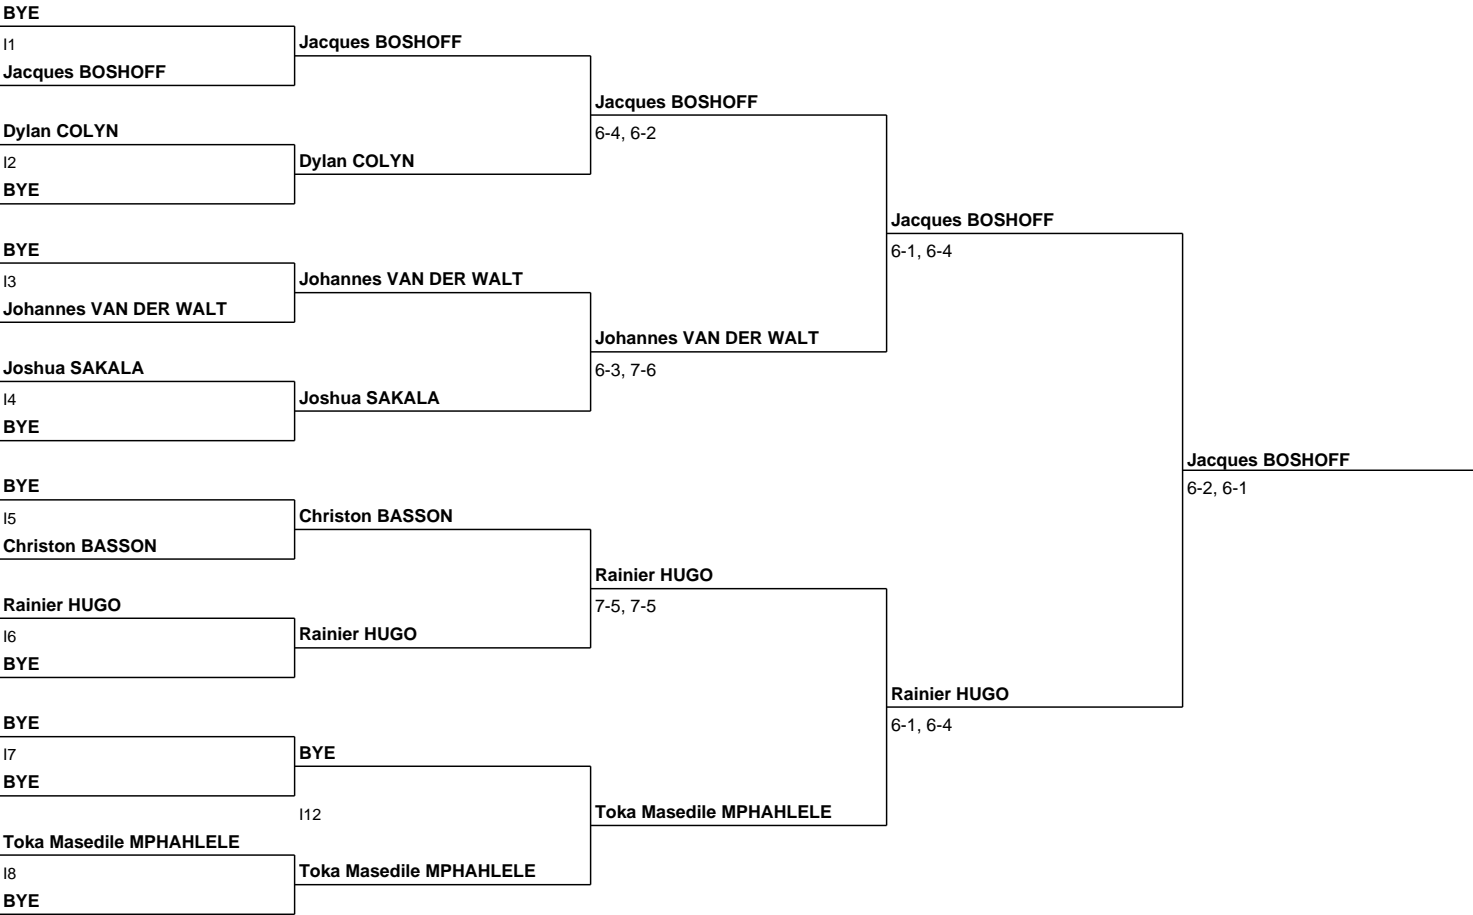 BYE
I1
Jacques BOSHOFF
Jacques BOSHOFF
Dylan COLYN
I2
BYE
Dylan COLYN
Jacques BOSHOFF
6-4, 6-2
BYE
I3
Johannes VAN DER WALT
Johannes VAN DER WALT
Joshua SAKALA
I4
BYE
Joshua SAKALA
Johannes VAN DER WALT
6-3, 7-6
Jacques BOSHOFF
6-1, 6-4
BYE
I5
Christon BASSON
Christon BASSON
Rainier HUGO
I6
BYE
Rainier HUGO
Rainier HUGO
7-5, 7-5
BYE
I7
BYE
BYE
I12
Toka Masedile MPHAHLELE
I8
BYE
Toka Masedile MPHAHLELE
Toka Masedile MPHAHLELE
Rainier HUGO
6-1, 6-4
Jacques BOSHOFF
6-2, 6-1